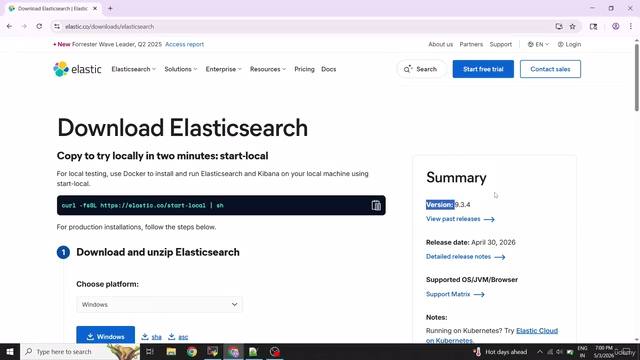 Download Elasticsearch | Elastic
elastic.co/downloads/elasticsearch
New Forrester Wave Leader, Q2 2025 Access report
About us Partners Support EN Login
elastic Elasticsearch Solutions Enterprise Resources Pricing Docs Search Start free trial Contact sales
Download Elasticsearch
Copy to try locally in two minutes: start-local
For local testing, use Docker to install and run Elasticsearch and Kibana on your local machine using
start-local.
curl -fsSL https://elastic.co/start-local | sh
For production installations, follow the steps below.
1 Download and unzip Elasticsearch
Choose platform:
Windows
Windows sha asc
Summary
Version: 9.3.4
View past releases
Release date: April 30, 2026
Detailed release notes
Supported OS/JVM/Browser
Support Matrix
Notes:
Running on Kubernetes? Try Elastic Cloud
on Kubernetes.
Type here to search
Hot days ahead
ENG
IN
7:00 PM
5/3/2026